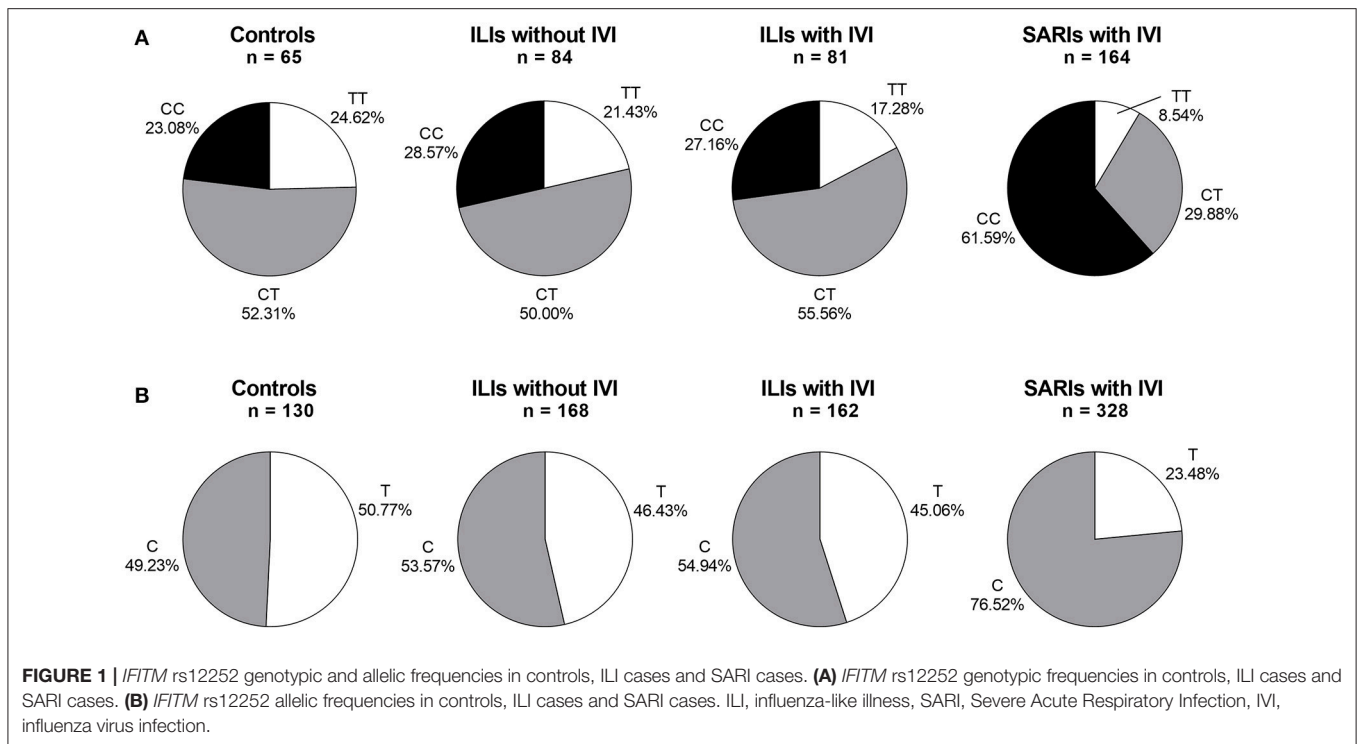 A
Controls
n = 65
TT
24.62%
CC
23.08%
CT
52.31%
ILIs without IVI
n = 84
TT
21.43%
CC
28.57%
CT
50.00%
ILIs with IVI
n = 81
TT
17.28%
CC
27.16%
CT
55.56%
SARIs with IVI
n = 164
TT
8.54%
CT
29.88%
CC
61.59%
B
Controls
n = 130
T
50.77%
C
49.23%
ILIs without IVI
n = 168
T
46.43%
C
53.57%
ILIs with IVI
n = 162
T
45.06%
C
54.94%
SARIs with IVI
n = 328
T
23.48%
C
76.52%
FIGURE 1 | IFITM rs12252 genotypic and allelic frequencies in controls, ILI cases and SARI cases. (A) IFITM rs12252 genotypic frequencies in controls, ILI cases and
SARI cases. (B) IFITM rs12252 allelic frequencies in controls, ILI cases and SARI cases. ILI, influenza-like illness, SARI, Severe Acute Respiratory Infection, IVI,
influenza virus infection.